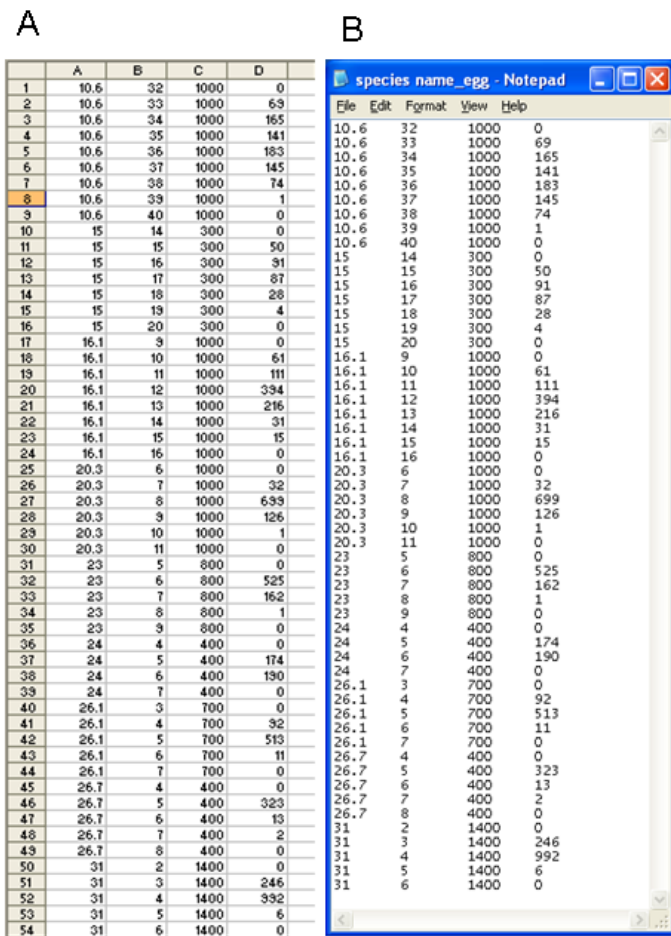 A
B
A B C D
1 10.6 32 1000 0
2 10.6 33 1000 69
3 10.6 34 1000 165
4 10.6 35 1000 141
5 10.6 36 1000 183
6 10.6 37 1000 145
7 10.6 38 1000 74
8 10.6 39 1000 1
9 10.6 40 1000 0
10 15 14 300 0
11 15 15 300 50
12 15 16 300 91
13 15 17 300 87
14 15 18 300 28
15 15 19 300 4
16 15 20 300 0
17 16.1 9 1000 0
18 16.1 10 1000 61
19 16.1 11 1000 111
20 16.1 12 1000 394
21 16.1 13 1000 216
22 16.1 14 1000 31
23 16.1 15 1000 15
24 16.1 16 1000 0
25 20.3 6 1000 0
26 20.3 7 1000 32
27 20.3 8 1000 699
28 20.3 9 1000 126
29 20.3 10 1000 1
30 20.3 11 1000 0
31 23 5 800 0
32 23 6 800 525
33 23 7 800 162
34 23 8 800 1
35 23 9 800 0
36 24 4 400 0
37 24 5 400 174
38 24 6 400 190
39 24 7 400 0
40 26.1 3 700 0
41 26.1 4 700 92
42 26.1 5 700 513
43 26.1 6 700 11
44 26.1 7 700 0
45 26.7 4 400 0
46 26.7 5 400 323
47 26.7 6 400 13
48 26.7 7 400 2
49 26.7 8 400 0
50 31 2 1400 0
51 31 3 1400 246
52 31 4 1400 992
53 31 5 1400 6
54 31 6 1400 0
species name_egg - Notepad
File Edit Format View Help
10.6 32 1000 0
10.6 33 1000 69
10.6 34 1000 165
10.6 35 1000 141
10.6 36 1000 183
10.6 37 1000 145
10.6 38 1000 74
10.6 39 1000 1
10.6 40 1000 0
15 14 300 0
15 15 300 50
15 16 300 91
15 17 300 87
15 18 300 28
15 19 300 4
15 20 300 0
16.1 9 1000 0
16.1 10 1000 61
16.1 11 1000 111
16.1 12 1000 394
16.1 13 1000 216
16.1 14 1000 31
16.1 15 1000 15
16.1 16 1000 0
20.3 6 1000 0
20.3 7 1000 32
20.3 8 1000 699
20.3 9 1000 126
20.3 10 1000 1
20.3 11 1000 0
23 5 800 0
23 6 800 525
23 7 800 162
23 8 800 1
23 9 800 0
24 4 400 0
24 5 400 174
24 6 400 190
24 7 400 0
26.1 3 700 0
26.1 4 700 92
26.1 5 700 513
26.1 6 700 11
26.1 7 700 0
26.7 4 400 0
26.7 5 400 323
26.7 6 400 13
26.7 7 400 2
26.7 8 400 0
31 2 1400 0
31 3 1400 246
31 4 1400 992
31 5 1400 6
31 6 1400 0